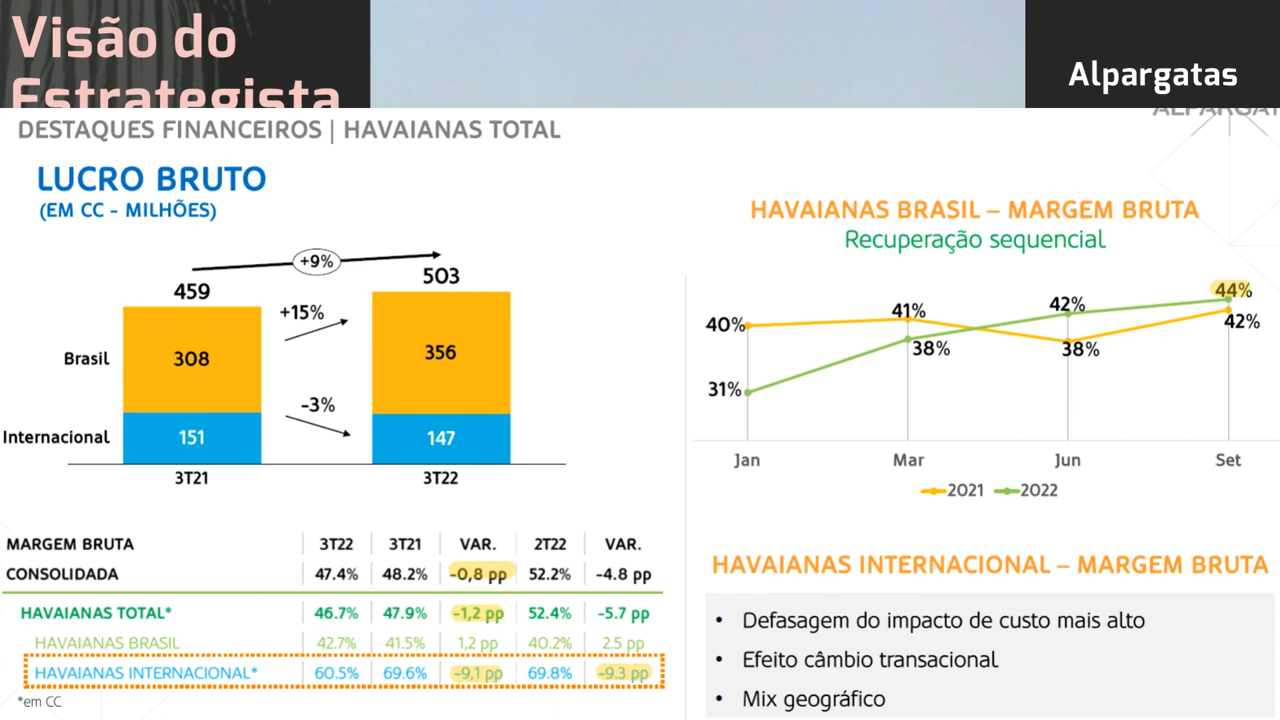 Visão do
Estrategista
Alpargatas
ALPARGAT
DESTAQUES FINANCEIROS | HAVAIANAS TOTAL
LUCRO BRUTO
(EM CC - MILHÕES)
+9%
459
503
+15%
Brasil
308
356
-3%
Internacional
151
147
3T21
3T22
HAVAIANAS BRASIL – MARGEM BRUTA
Recuperação sequencial
40%
41%
42%
44%
31%
38%
38%
42%
Jan
Mar
Jun
Set
2021
2022
MARGEM BRUTA 3T22 3T21 VAR. 2T22 VAR.
CONSOLIDADA 47.4% 48.2% -0,8 pp 52.2% -4.8 pp
HAVAIANAS TOTAL* 46.7% 47.9% -1,2 pp 52.4% -5.7 pp
HAVAIANAS BRASIL 42.7% 41.5% 1,2 pp 40.2% 2.5 pp
HAVAIANAS INTERNACIONAL* 60.5% 69.6% -9,1 pp 69.8% -9.3 pp
*em CC
HAVAIANAS INTERNACIONAL – MARGEM BRUTA
• Defasagem do impacto de custo mais alto
• Efeito câmbio transacional
• Mix geográfico